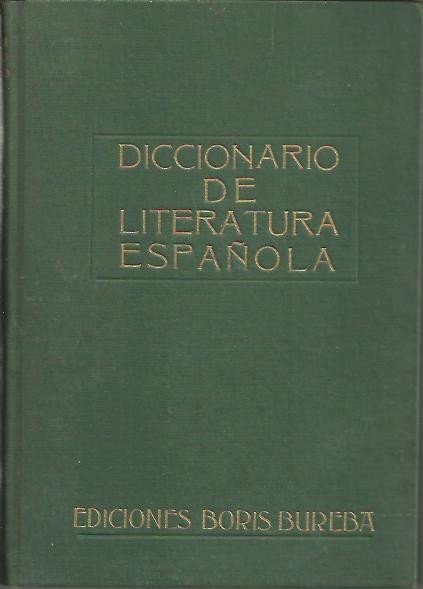 DICCIONARIO
DE
LITERATURA
ESPAÑOLA
EDICIONES BORIS BUREBA